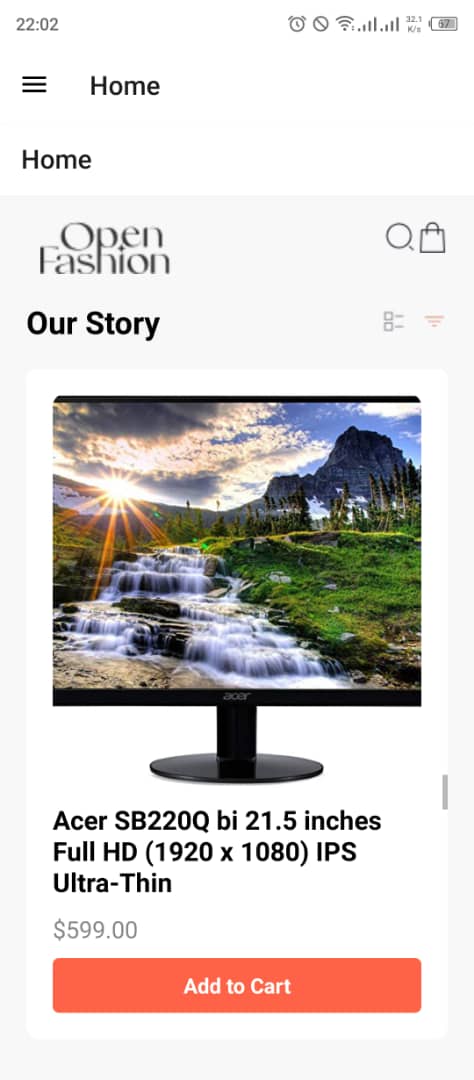 22:02
32.1
K/s
67
Home
Home
Open
Fashion
Our Story
acer
Acer SB220Q bi 21.5 inches
Full HD (1920 x 1080) IPS
Ultra-Thin
$599.00
Add to Cart